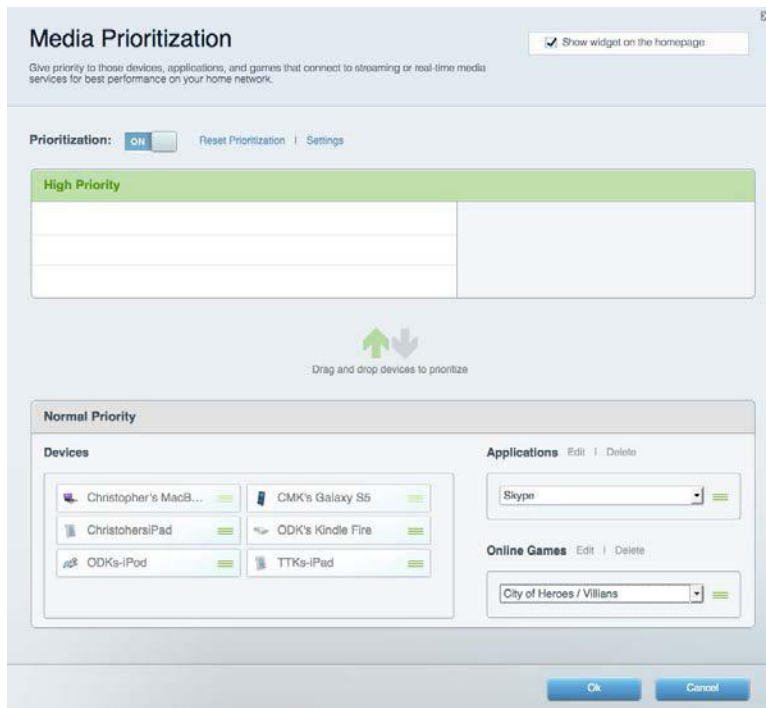 Media Prioritization
Show widget on the homepage
Give priority to those devices, applications, and games that connect to streaming or real-time media
services for best performance on your home network.
Prioritization: ON Reset Prioritization | Settings
High Priority
Drag and drop devices to prioritize
Normal Priority
Devices
Christopher's MacB...
CMK's Galaxy S5
ChristohersiPad
ODK's Kindle Fire
ODKs-iPod
TTKs-iPad
Applications Edit | Delete
Skype
Online Games Edit | Delete
City of Heroes / Villians
Ok
Cancel